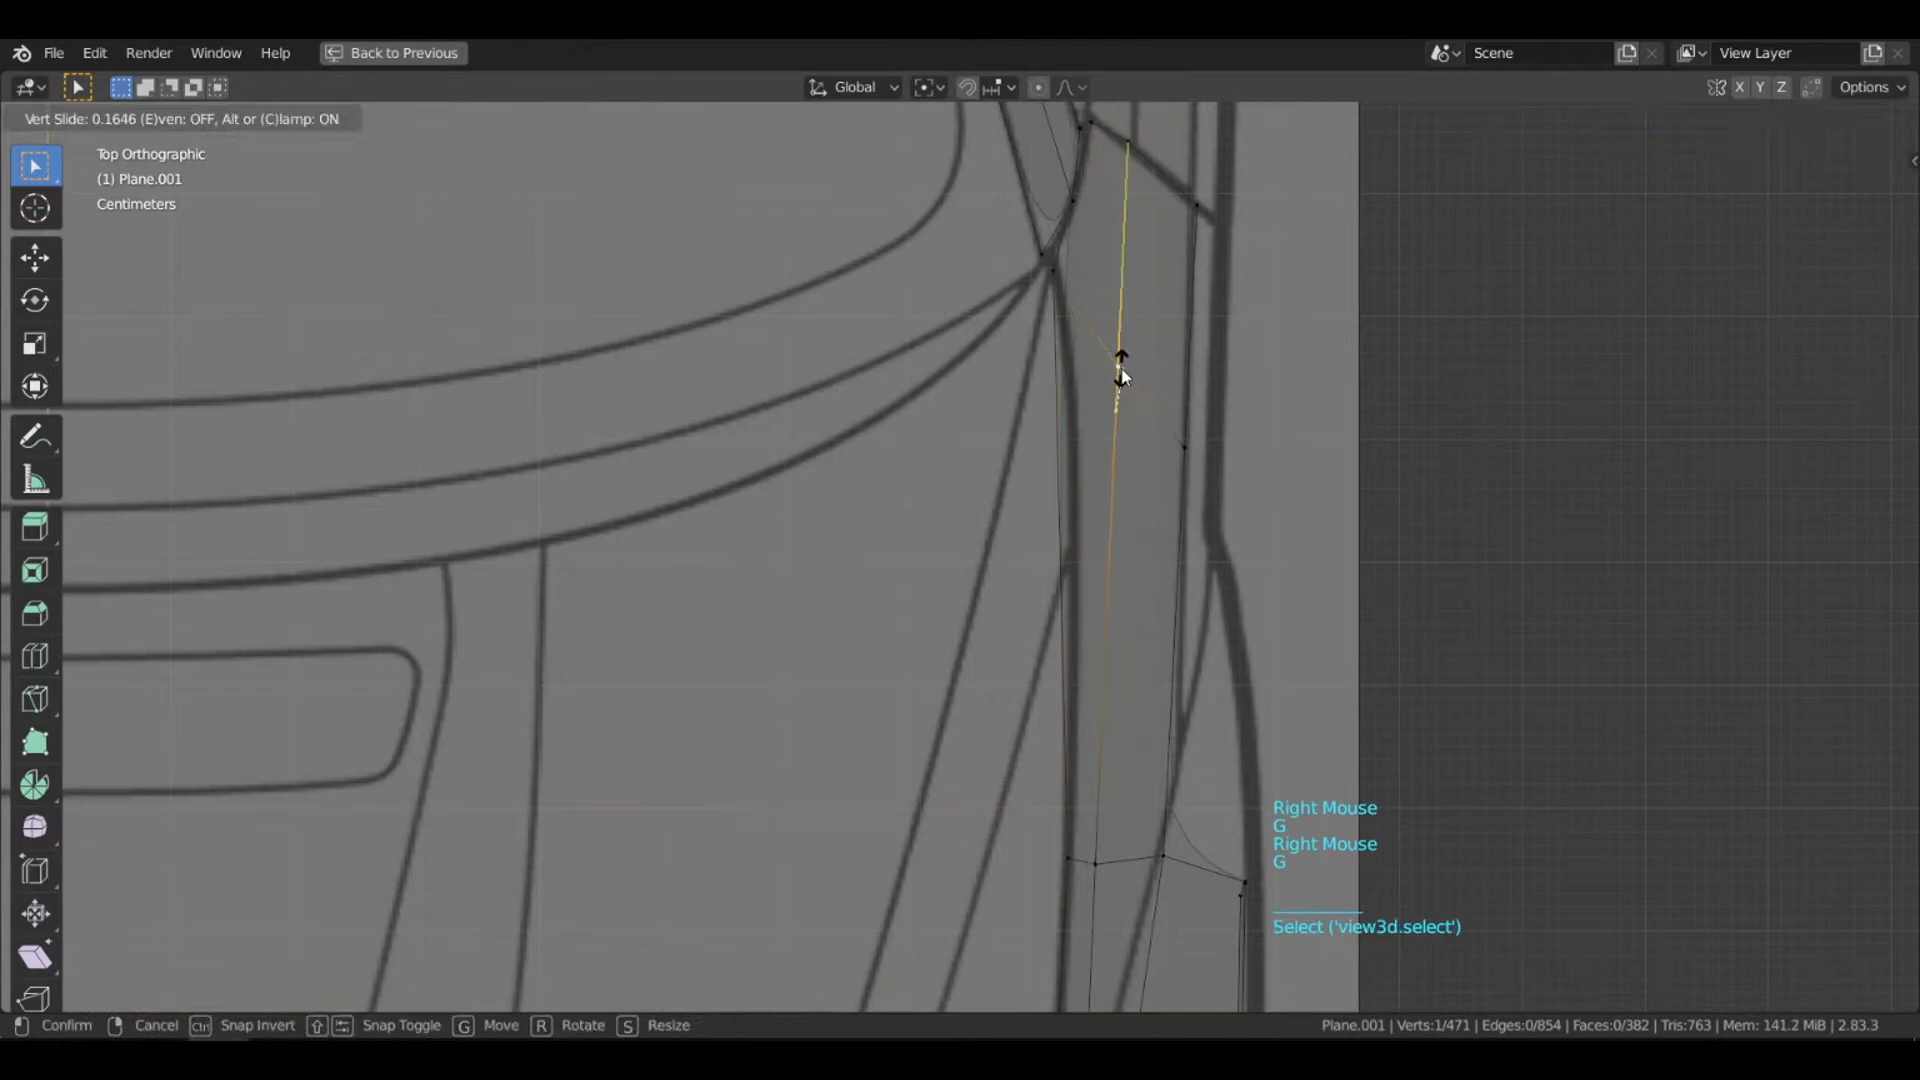 File Edit Render Window Help Back to Previous Scene View Layer
Global X Y Z Options
Vert Slide: 0.1646 (E)ven: OFF, Alt or (C)lamp: ON
Top Orthographic
(1) Plane.001
Centimeters
Right Mouse
G
Right Mouse
G
Select ('view3d.select')
Confirm Cancel Ctrl Snap Invert Snap Toggle G Move R Rotate S Resize Plane.001 | Verts:1/471 | Edges:0/854 | Faces:0/382 | Tris:763 | Mem: 141.2 MiB | 2.83.3